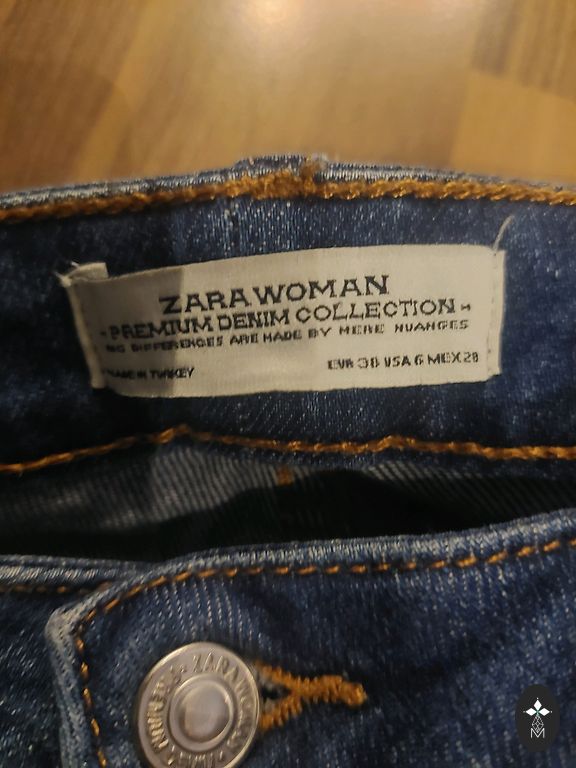 ZARA WOMAN
- PREMIUM DENIM COLLECTION -
BIG DIFFERENCES ARE MADE BY MERE NUANCES
MADE IN TURKEY
EUR 38 USA 6 MEX 28
ZARAWOMAN
M